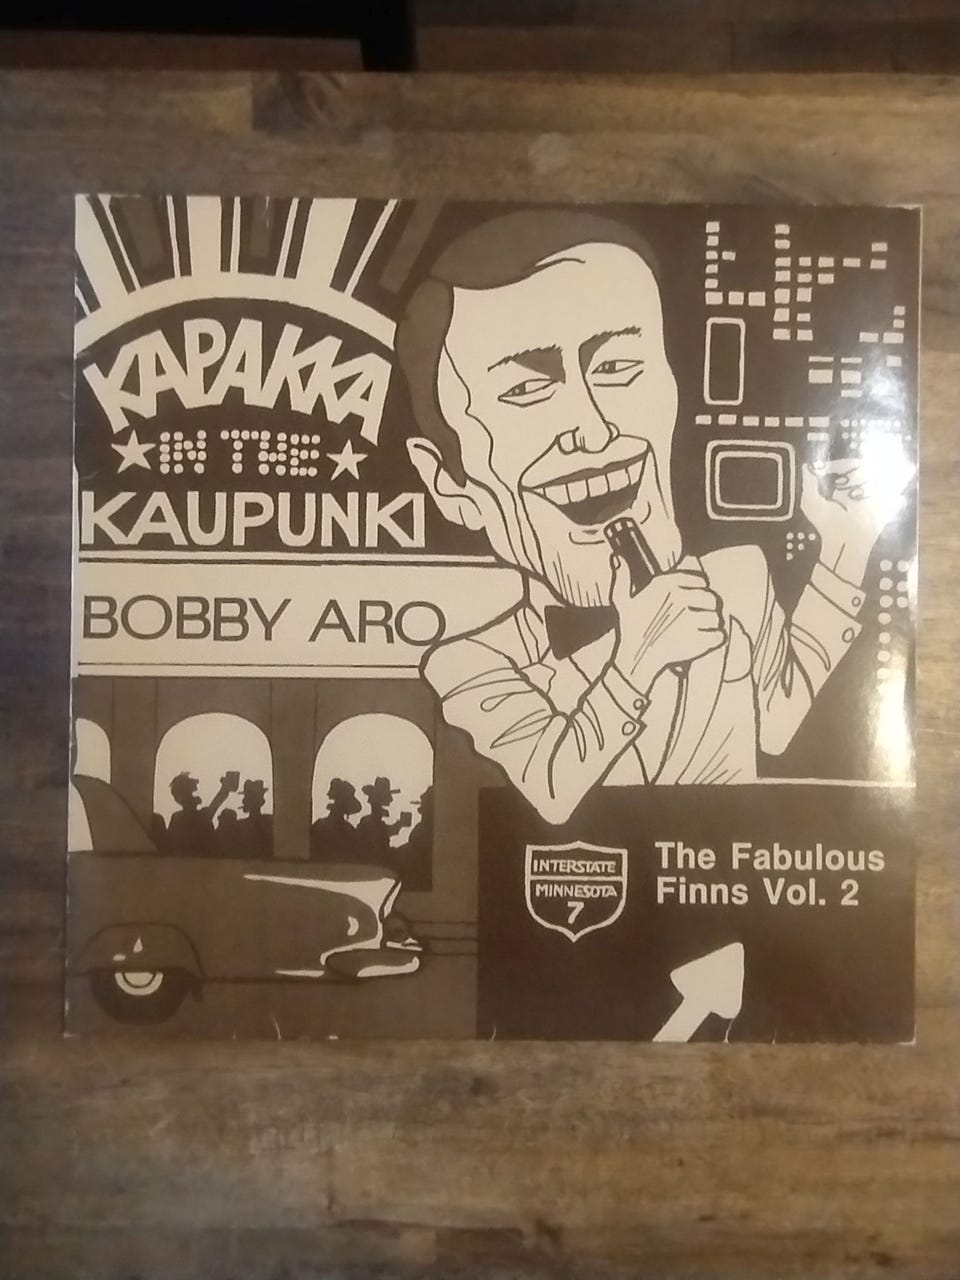 KAPAKKA
IN THE
KAUPUNKI
BOBBY ARO
INTERSTATE
MINNESOTA
7
The Fabulous
Finns Vol. 2